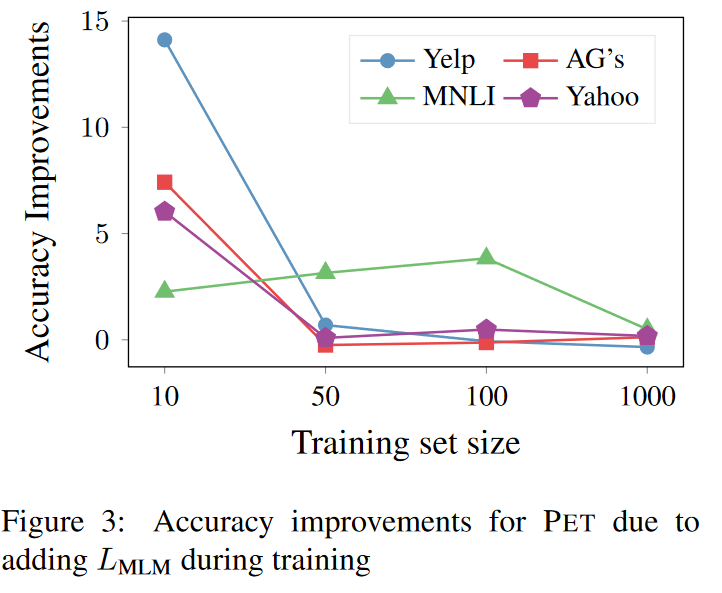 15
10
5
0
Accuracy Improvements
Yelp
AG's
MNLI
Yahoo
10 50 100 1000
Training set size
Figure 3: Accuracy improvements for PET due to
adding L_MLM during training